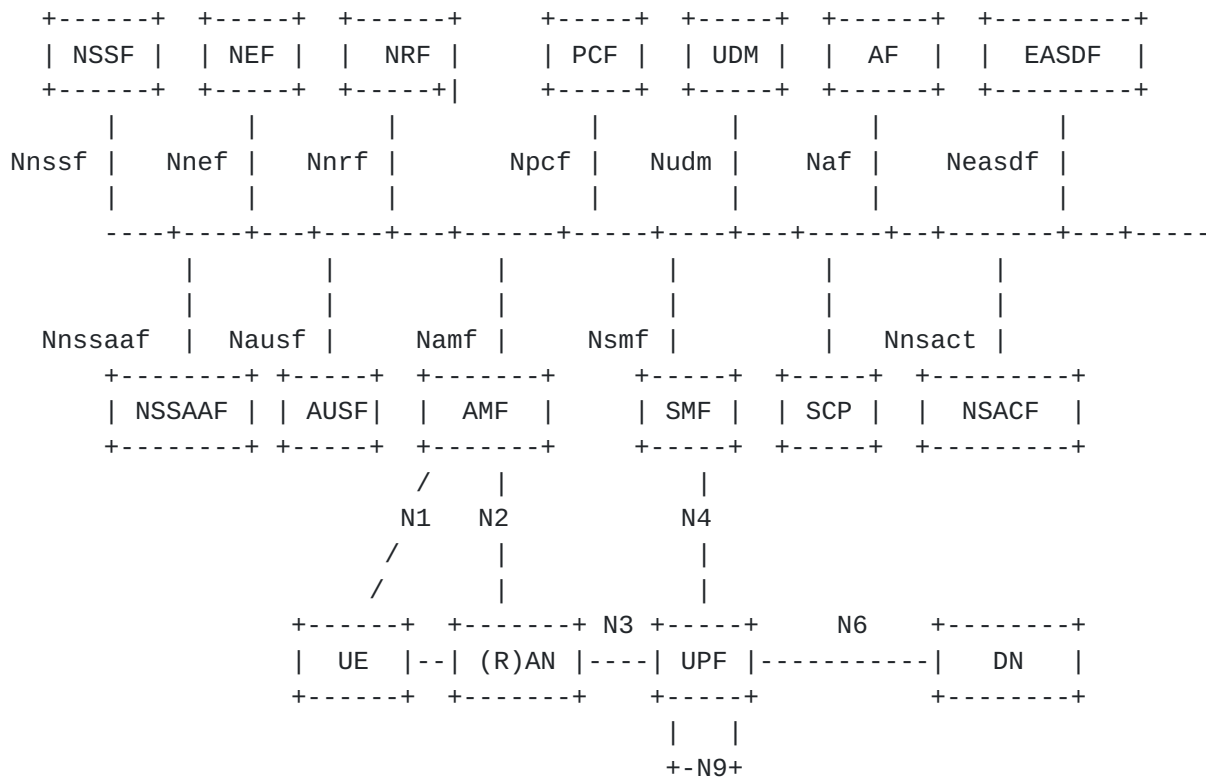 NSSF NEF NRF PCF UDM AF EASDF
Nnssf Nnef Nnrf Npcf Nudm Naf Neasdf
Nnssaaf Nausf Namf Nsmf Nnsact
NSSAAF AUSF AMF SMF SCP NSACF
N1 N2 N4
N3 N6
UE (R)AN UPF DN
N9